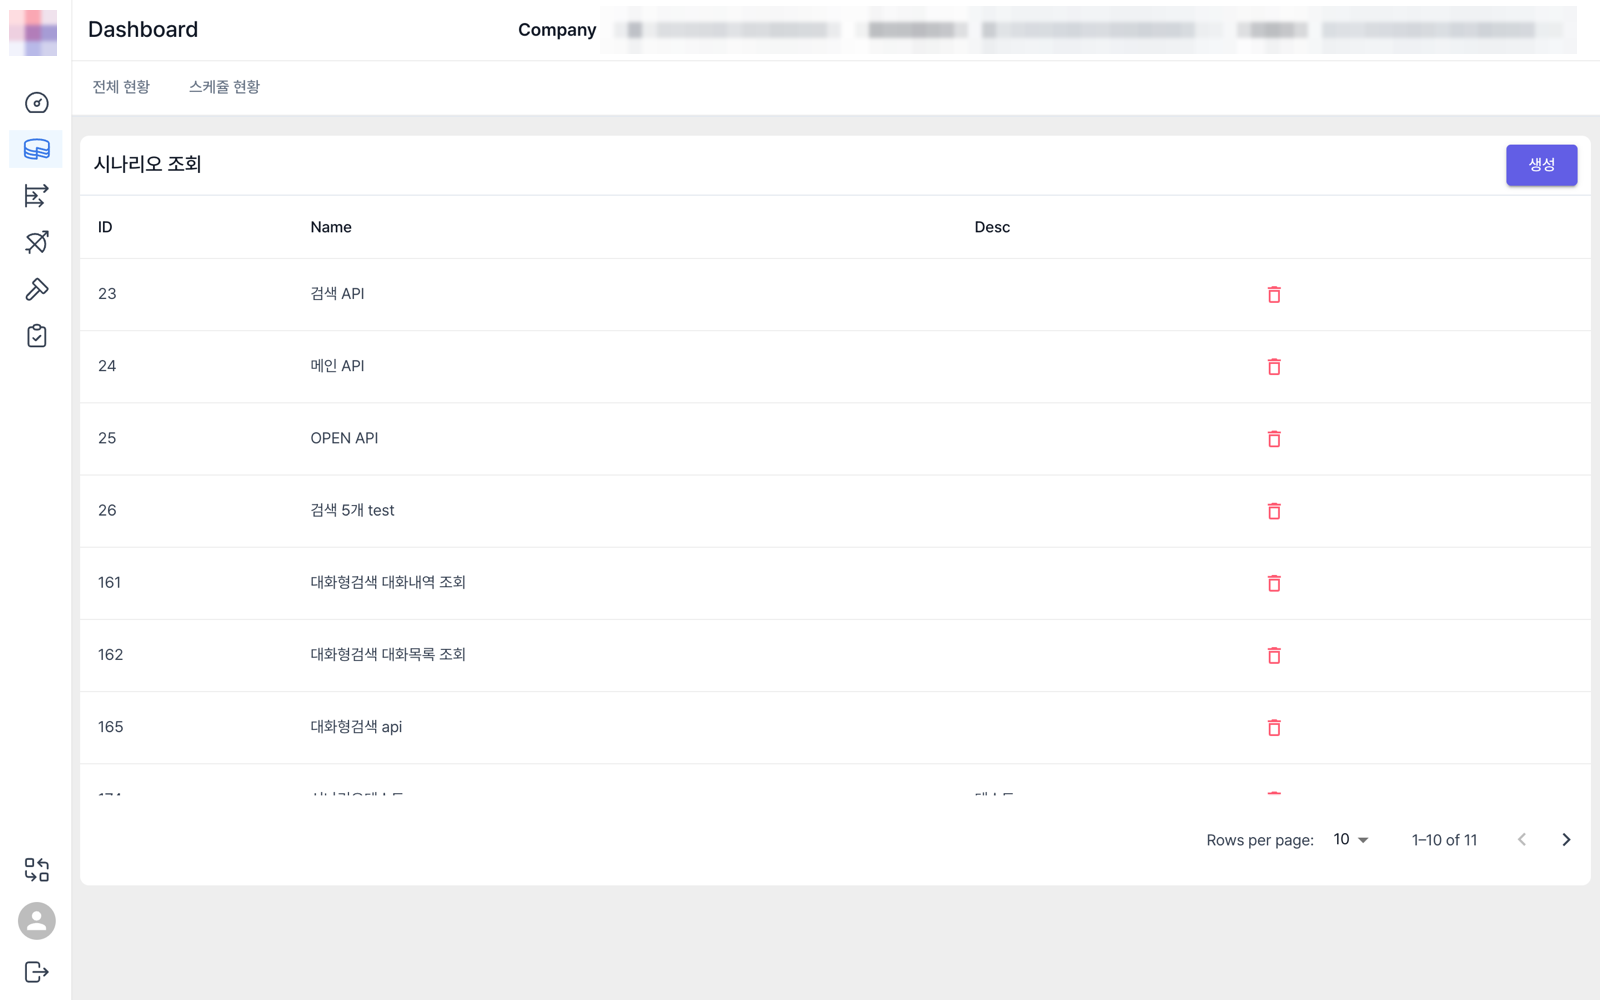 Dashboard
Company
전체 현황 스케쥴 현황
시나리오 조회
생성
ID Name Desc
23 검색 API
24 메인 API
25 OPEN API
26 검색 5개 test
161 대화형검색 대화내역 조회
162 대화형검색 대화목록 조회
165 대화형검색 api
Rows per page: 10 1–10 of 11